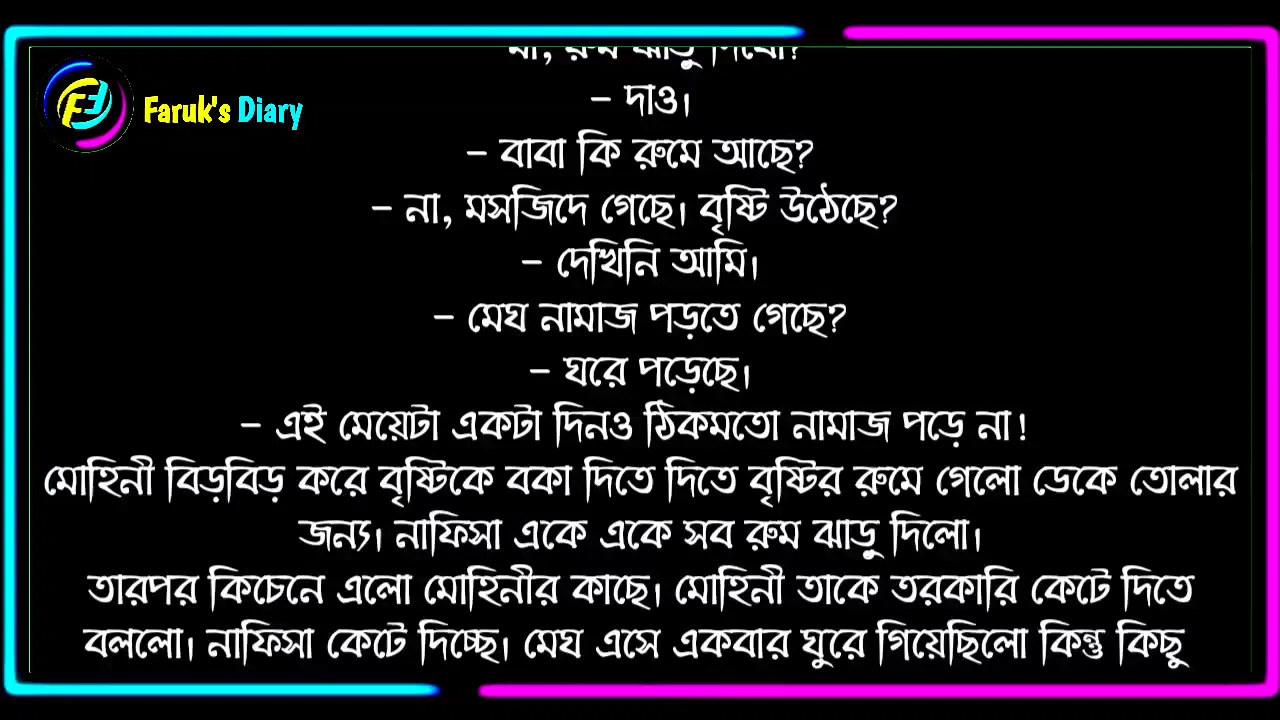 Faruk's Diary
মা, রুম ঝাড়ু দিবো?
– দাও।
– বাবা কি রুমে আছে?
– না, মসজিদে গেছে। বৃষ্টি উঠেছে?
– দেখিনি আমি।
– মেঘ নামাজ পড়তে গেছে?
– ঘরে পড়েছে।
– এই মেয়েটা একটা দিনও ঠিকমতো নামাজ পড়ে না!
মোহিনী বিড়বিড় করে বৃষ্টিকে বকা দিতে দিতে বৃষ্টির রুমে গেলো ডেকে তোলার
জন্য। নাফিসা একে একে সব রুম ঝাড়ু দিলো।
তারপর কিচেনে এলো মোহিনীর কাছে। মোহিনী তাকে তরকারি কেটে দিতে
বললো। নাফিসা কেটে দিচ্ছে। মেঘ এসে একবার ঘুরে গিয়েছিলো কিন্তু কিছু